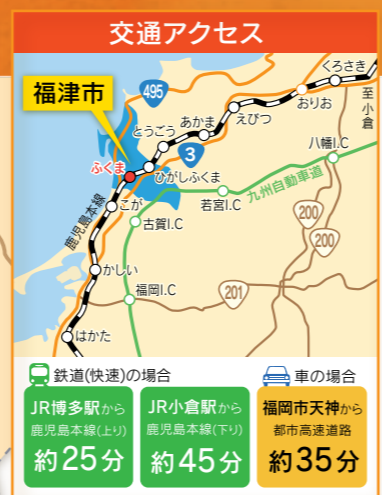 交通アクセス
福津市
495
くろさき
至小倉
おりお
えびつ
あかま
とうごう
3
八幡I.C
ふくま
ひがしふくま
九州自動車道
こが
若宮I.C
鹿児島本線
古賀I.C
200
200
かしい
福岡I.C
201
はかた
鉄道(快速)の場合
JR博多駅から
鹿児島本線(上り)
約25分
JR小倉駅から
鹿児島本線(下り)
約45分
車の場合
福岡市天神から
都市高速道路
約35分